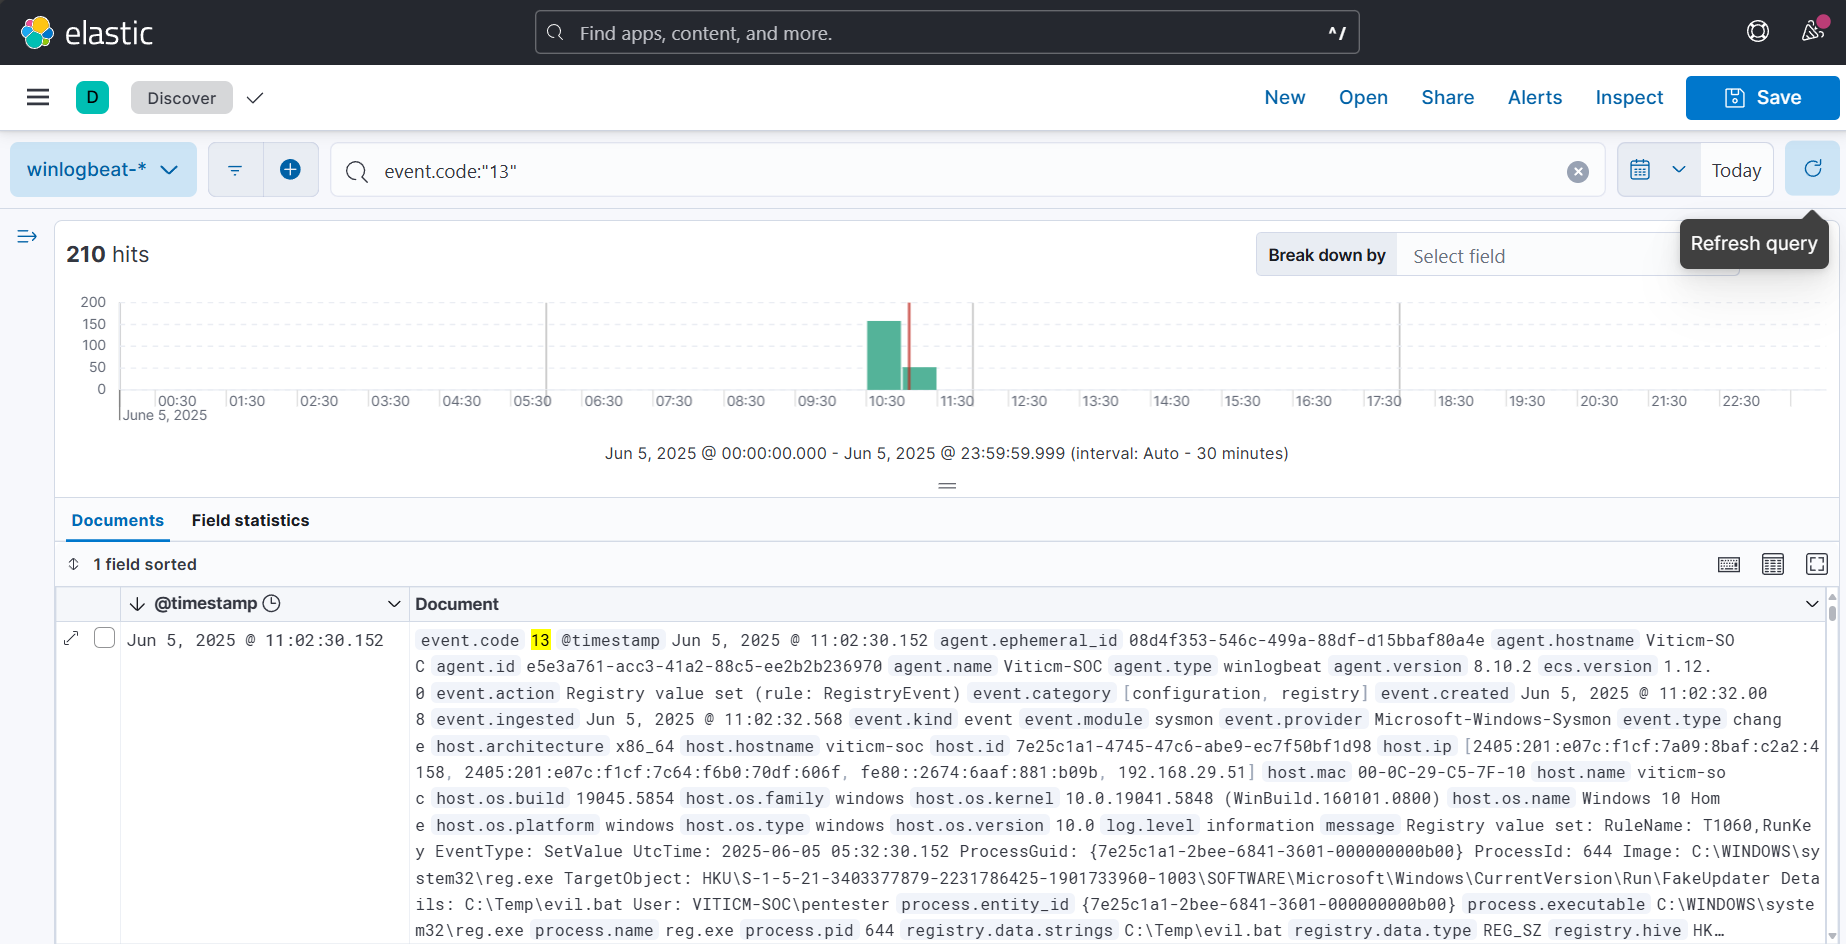 elastic
Find apps, content, and more.
^/
D
Discover
New
Open
Share
Alerts
Inspect
Save
winlogbeat-*
event.code:"13"
Today
Refresh query
210 hits
Break down by
Select field
200
150
100
50
0
00:30 01:30 02:30 03:30 04:30 05:30 06:30 07:30 08:30 09:30 10:30 11:30 12:30 13:30 14:30 15:30 16:30 17:30 18:30 19:30 20:30 21:30 22:30
June 5, 2025
Jun 5, 2025 @ 00:00:00.000 - Jun 5, 2025 @ 23:59:59.999 (interval: Auto - 30 minutes)
Documents
Field statistics
1 field sorted
@timestamp
Document
Jun 5, 2025 @ 11:02:30.152
event.code 13 @timestamp Jun 5, 2025 @ 11:02:30.152 agent.ephemeral_id 08d4f353-546c-499a-88df-d15bbaf80a4e agent.hostname Viticm-SO
C agent.id e5e3a761-acc3-41a2-88c5-ee2b2b236970 agent.name Viticm-SOC agent.type winlogbeat agent.version 8.10.2 ecs.version 1.12.
0 event.action Registry value set (rule: RegistryEvent) event.category [configuration, registry] event.created Jun 5, 2025 @ 11:02:32.00
8 event.ingested Jun 5, 2025 @ 11:02:32.568 event.kind event event.module sysmon event.provider Microsoft-Windows-Sysmon event.type chang
e host.architecture x86_64 host.hostname viticm-soc host.id 7e25c1a1-4745-47c6-abe9-ec7f50bf1d98 host.ip [2405:201:e07c:f1cf:7a09:8baf:c2a2:4
158, 2405:201:e07c:f1cf:7c64:f6b0:70df:606f, fe80::2674:6aaf:881:b09b, 192.168.29.51] host.mac 00-0C-29-C5-7F-10 host.name viticm-so
c host.os.build 19045.5854 host.os.family windows host.os.kernel 10.0.19041.5848 (WinBuild.160101.0800) host.os.name Windows 10 Hom
e host.os.platform windows host.os.type windows host.os.version 10.0 log.level information message Registry value set: RuleName: T1060,RunKe
y EventType: SetValue UtcTime: 2025-06-05 05:32:30.152 ProcessGuid: {7e25c1a1-2bee-6841-3601-000000000b00} ProcessId: 644 Image: C:\WINDOWS\sy
stem32\reg.exe TargetObject: HKU\S-1-5-21-3403377879-2231786425-1901733960-1003\SOFTWARE\Microsoft\Windows\CurrentVersion\Run\FakeUpdater Deta
ils: C:\Temp\evil.bat User: VITICM-SOC\pentester process.entity_id {7e25c1a1-2bee-6841-3601-000000000b00} process.executable C:\WINDOWS\syste
m32\reg.exe process.name reg.exe process.pid 644 registry.data.strings C:\Temp\evil.bat registry.data.type REG_SZ registry.hive HK…